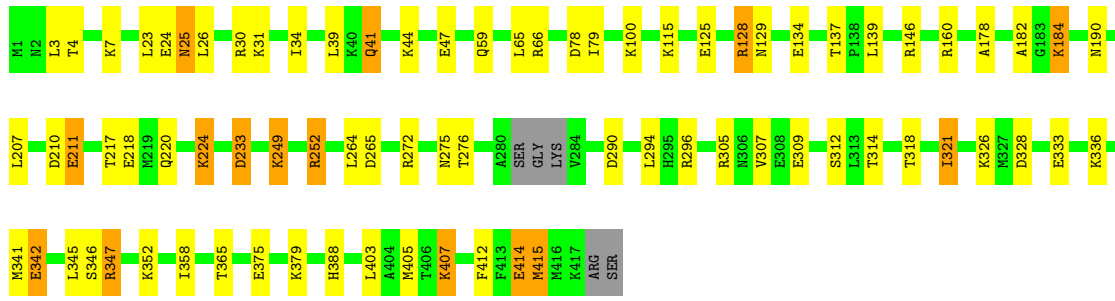 M1 N2 L3 T4 K7 L23 E24 N25 L26 R30 K31 I34 L39 K40 Q41 K44 E47 Q59 L65 R66 D78 I79 K100 K115 E125 R128 N129 E134 T137 P138 L139 R146 R160 A178 A182 G183 K184 N190
L207 D210 E211 T217 E218 M219 Q220 K224 D233 K249 R252 L264 D265 R272 N275 T276 A280 SER GLY LYS V284 D290 L294 H295 R296 R305 N306 V307 E308 E309 S312 L313 T314 T318 I321 K326 M327 D328 E333 K336
M341 E342 L345 S346 R347 K352 I358 T365 E375 K379 H388 L403 A404 M405 T406 K407 F412 F413 E414 M415 M416 K417 ARG SER